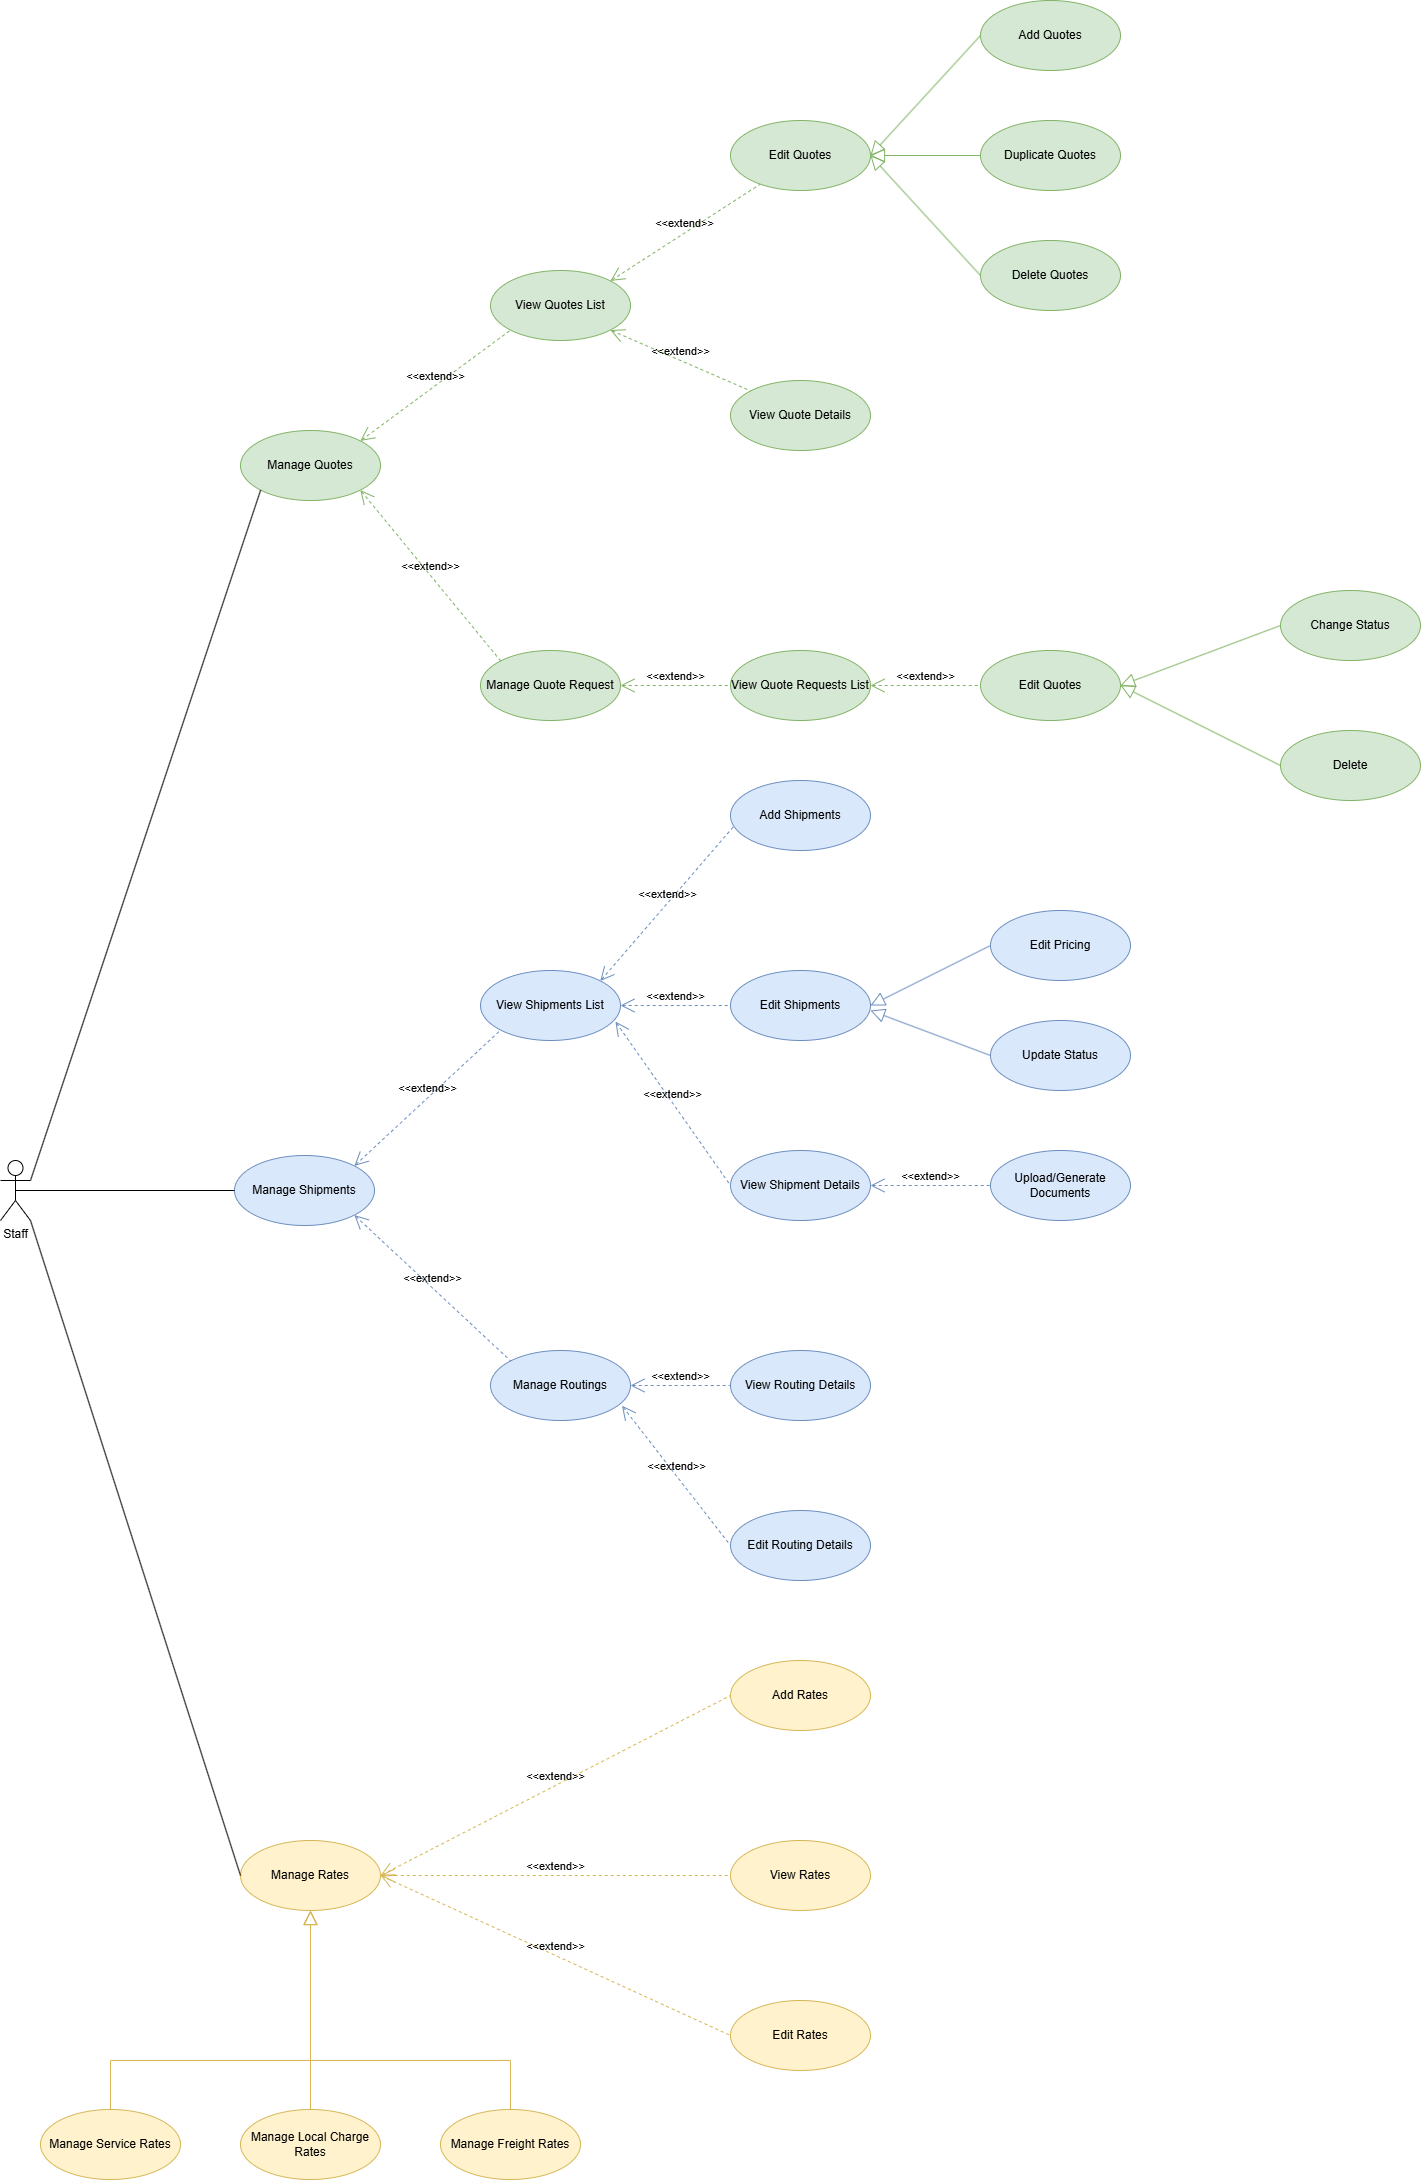 Add Quotes
Edit Quotes
Duplicate Quotes
<<extend>>
Delete Quotes
View Quotes List
<<extend>>
<<extend>>
View Quote Details
Manage Quotes
<<extend>>
Change Status
Manage Quote Request
<<extend>>
View Quote Requests List
<<extend>>
Edit Quotes
Delete
Add Shipments
<<extend>>
Edit Pricing
View Shipments List
<<extend>>
Edit Shipments
Update Status
<<extend>>
<<extend>>
Manage Shipments
View Shipment Details
<<extend>>
Upload/Generate
Documents
Staff
<<extend>>
Manage Routings
<<extend>>
View Routing Details
<<extend>>
Edit Routing Details
Add Rates
<<extend>>
Manage Rates
<<extend>>
View Rates
<<extend>>
Edit Rates
Manage Service Rates
Manage Local Charge
Rates
Manage Freight Rates